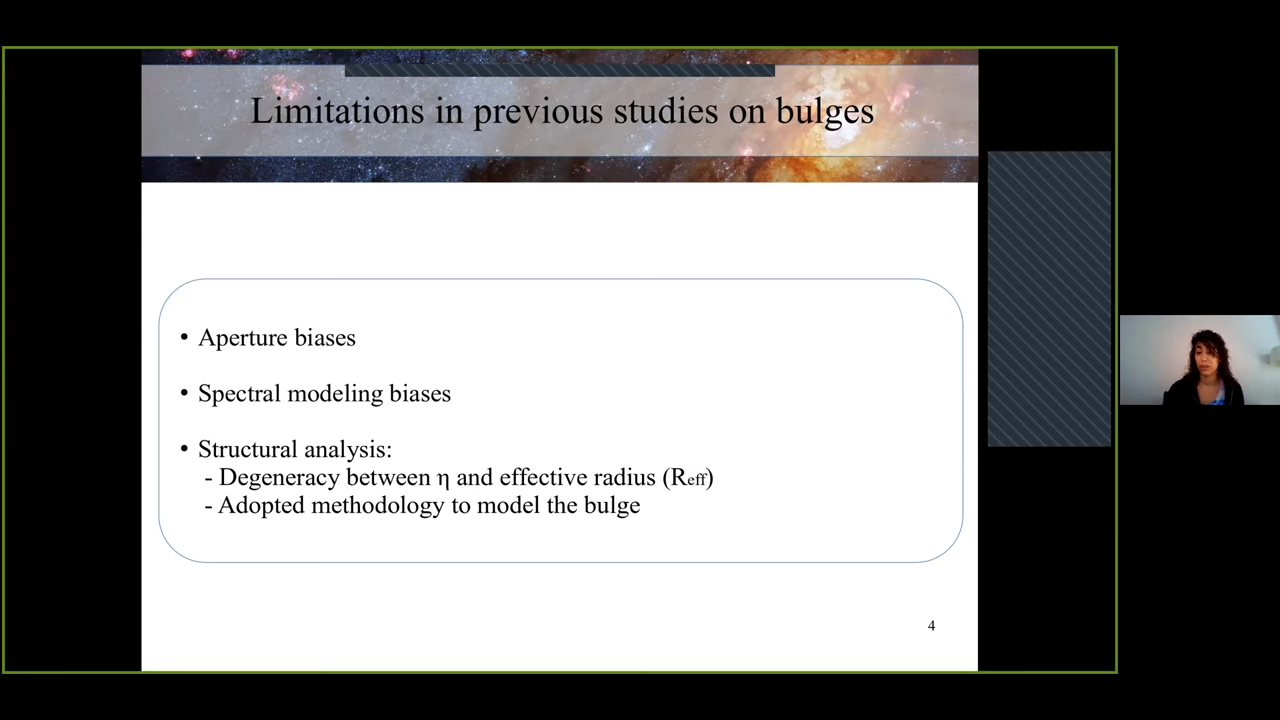 Limitations in previous studies on bulges
• Aperture biases
• Spectral modeling biases
• Structural analysis:
- Degeneracy between η and effective radius (Reff)
- Adopted methodology to model the bulge
4